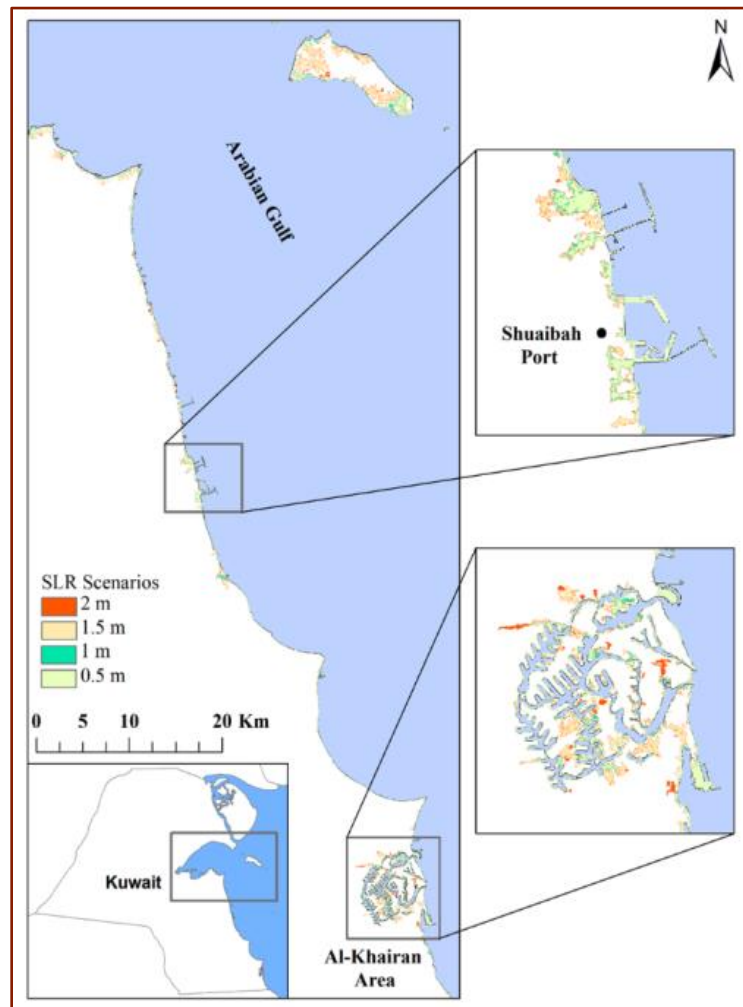 N
Arabian Gulf
Shuaibah
Port
SLR Scenarios
2 m
1.5 m
1 m
0.5 m
0 5 10 20 Km
Kuwait
Al-Khairan
Area